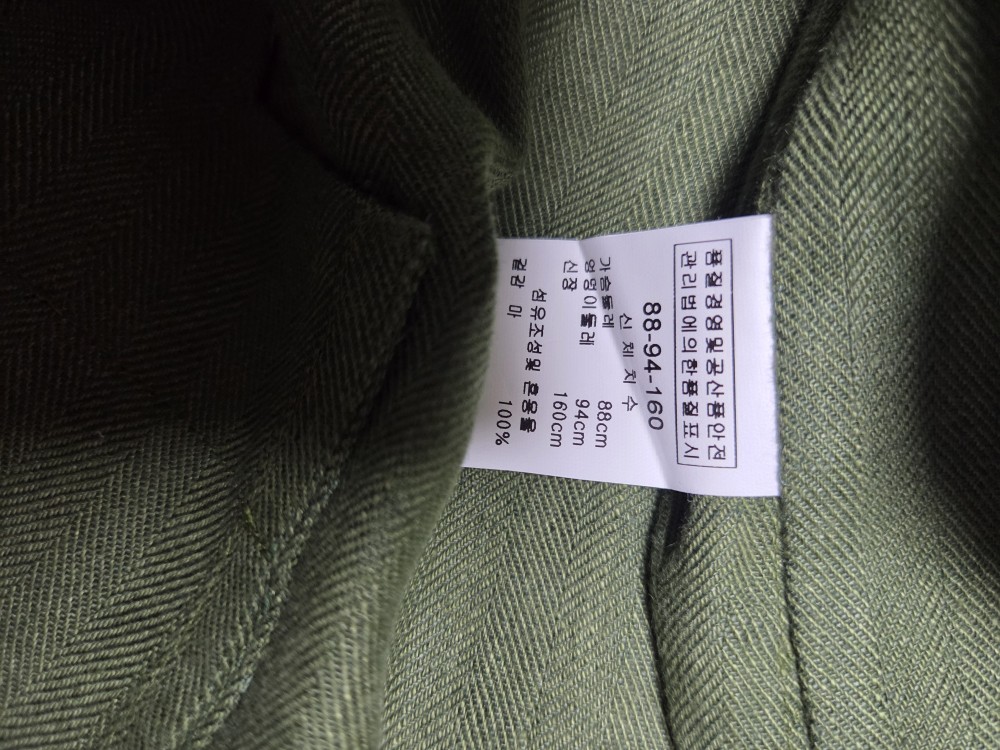 품질경영및공산품안전
관리법에의한품질표시
88-94-160
신 체 치 수
가슴둘레 88cm
엉덩이둘레 94cm
신장 160cm
섬유조성및 혼용율
겉감 마 100%